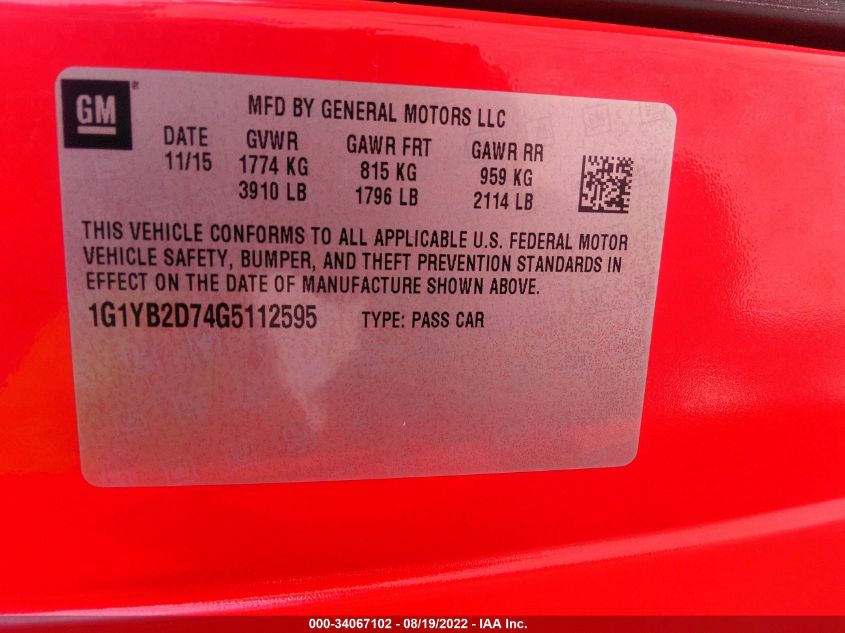 GM®
MFD BY GENERAL MOTORS LLC
DATE GVWR GAWR FRT GAWR RR
11/15 1774 KG 815 KG 959 KG
3910 LB 1796 LB 2114 LB
THIS VEHICLE CONFORMS TO ALL APPLICABLE U.S. FEDERAL MOTOR
VEHICLE SAFETY, BUMPER, AND THEFT PREVENTION STANDARDS IN
EFFECT ON THE DATE OF MANUFACTURE SHOWN ABOVE.
1G1YB2D74G5112595 TYPE: PASS CAR
000-34067102 - 08/19/2022 - IAA Inc.